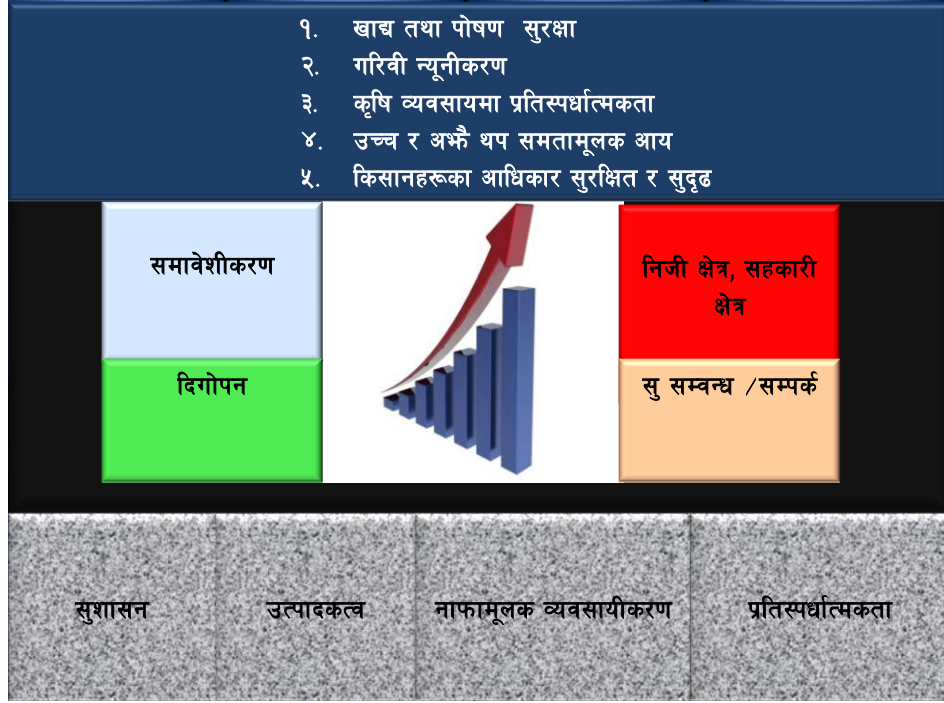 १. खाद्य तथा पोषण सुरक्षा
२. गरिवी न्यूनीकरण
३. कृषि व्यवसायमा प्रतिस्पर्धात्मकता
४. उच्च र अझै थप समतामूलक आय
५. किसानहरूका आधिकार सुरक्षित र सुदृढ
समावेशीकरण
निजी क्षेत्र, सहकारी
क्षेत्र
दिगोपन
सु सम्वन्ध /सम्पर्क
सुशासन
उत्पादकत्व
नाफामूलक व्यवसायीकरण
प्रतिस्पर्धात्मकता